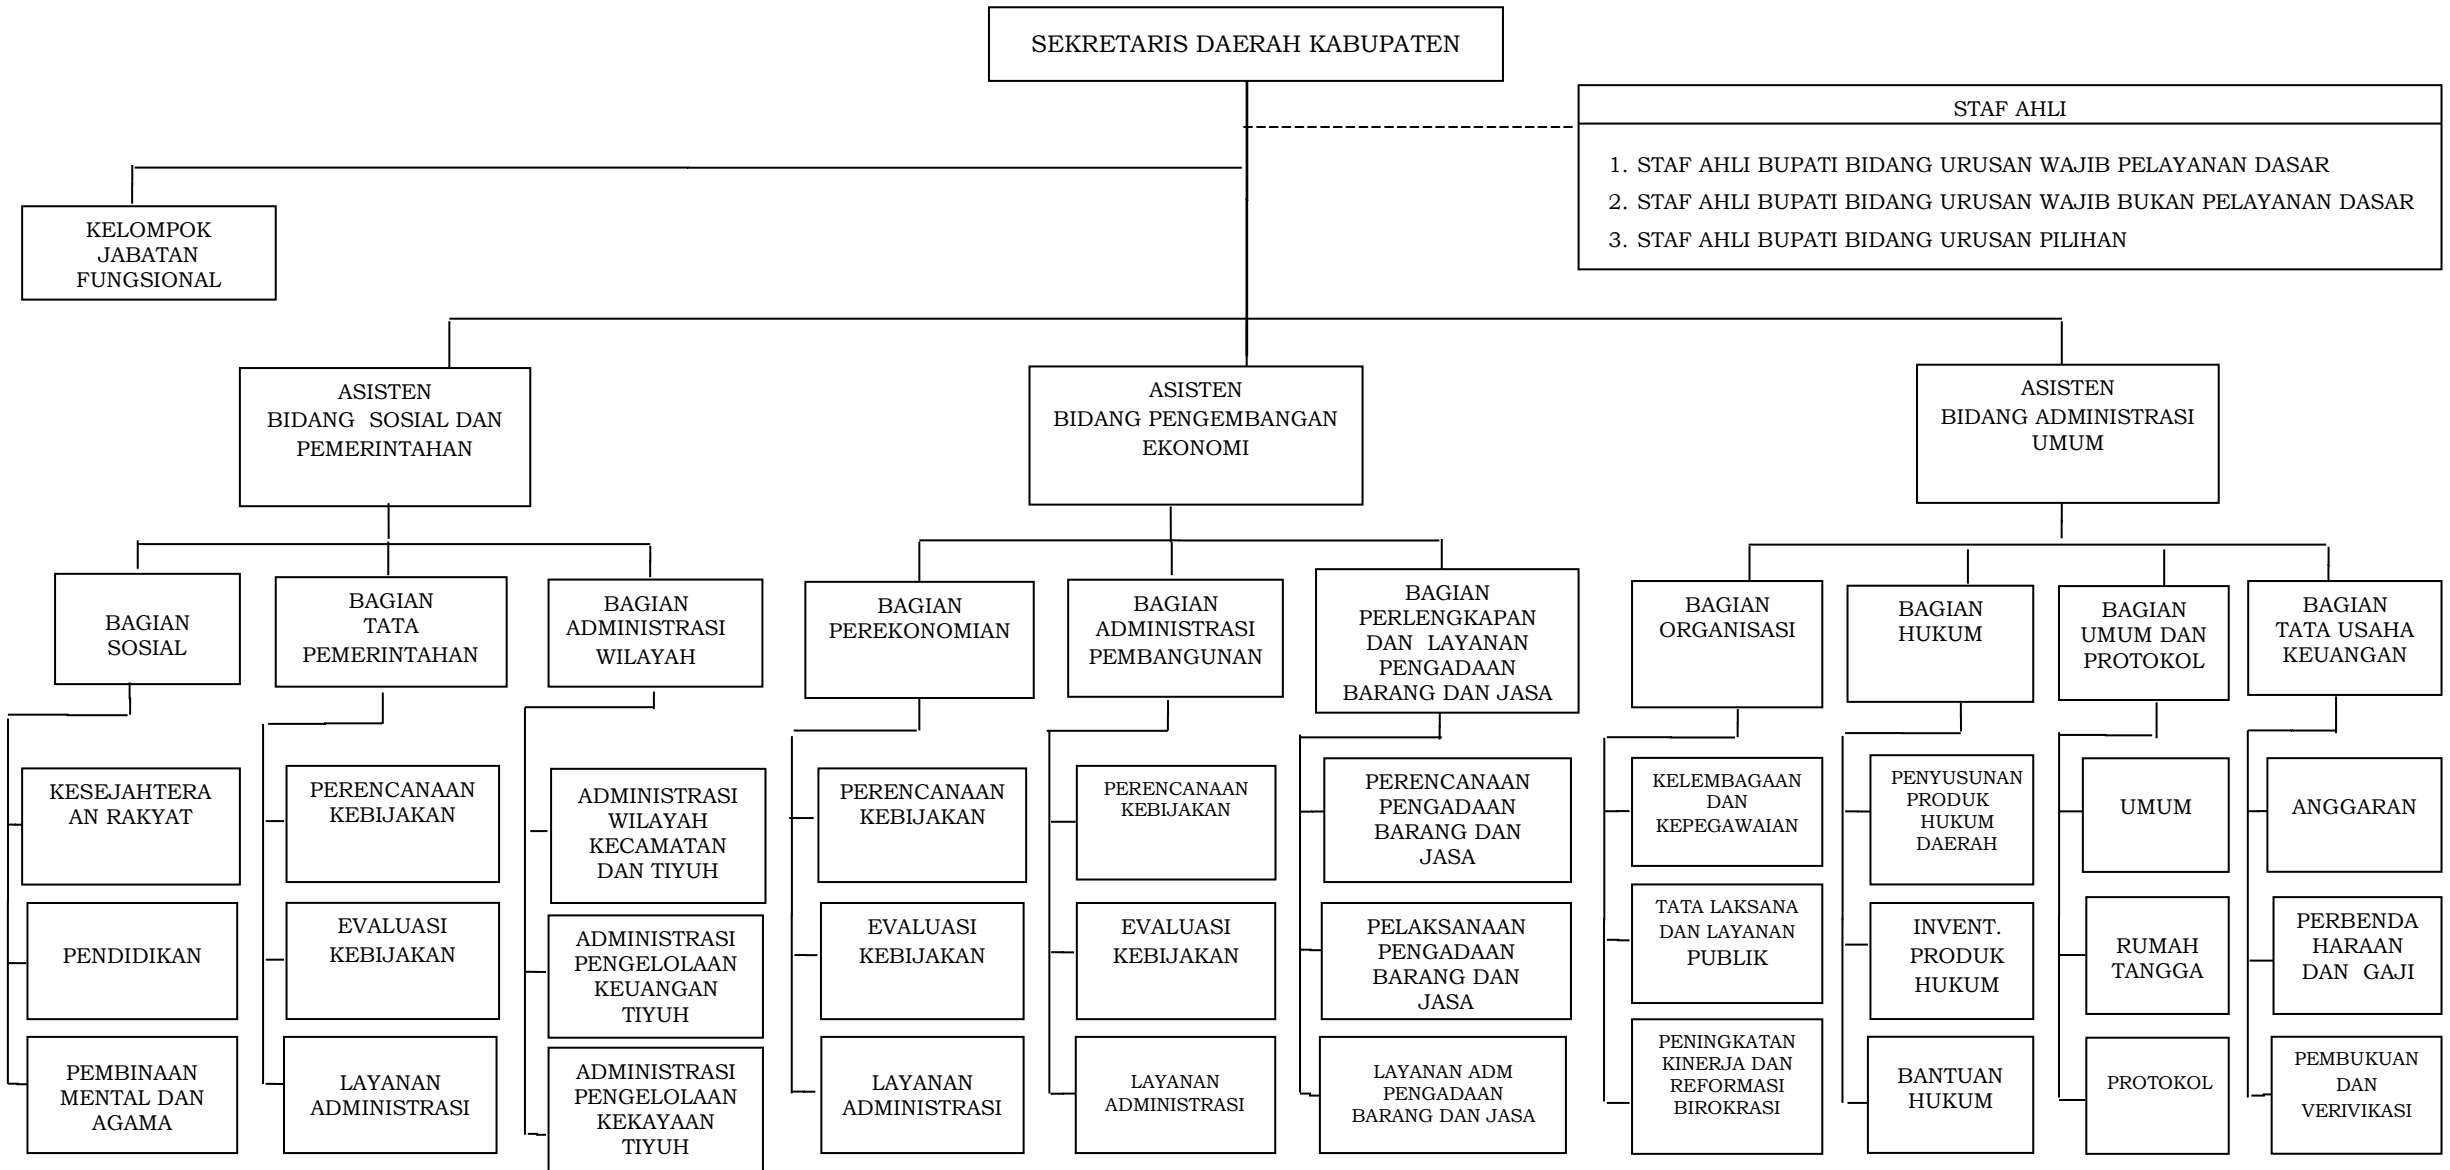 SEKRETARIS DAERAH KABUPATEN
STAF AHLI
1. STAF AHLI BUPATI BIDANG URUSAN WAJIB PELAYANAN DASAR
2. STAF AHLI BUPATI BIDANG URUSAN WAJIB BUKAN PELAYANAN DASAR
3. STAF AHLI BUPATI BIDANG URUSAN PILIHAN
KELOMPOK
JABATAN
FUNGSIONAL
ASISTEN
BIDANG SOSIAL DAN
PEMERINTAHAN
ASISTEN
BIDANG PENGEMBANGAN
EKONOMI
ASISTEN
BIDANG ADMINISTRASI
UMUM
BAGIAN
SOSIAL
BAGIAN
TATA
PEMERINTAHAN
BAGIAN
ADMINISTRASI
WILAYAH
BAGIAN
PEREKONOMIAN
BAGIAN
ADMINISTRASI
PEMBANGUNAN
BAGIAN
PERLENGKAPAN
DAN LAYANAN
PENGADAAN
BARANG DAN JASA
BAGIAN
ORGANISASI
BAGIAN
HUKUM
BAGIAN
UMUM DAN
PROTOKOL
BAGIAN
TATA USAHA
KEUANGAN
KESEJAHTERA
AN RAKYAT
PERENCANAAN
KEBIJAKAN
ADMINISTRASI
WILAYAH
KECAMATAN
DAN TIYUH
PERENCANAAN
KEBIJAKAN
PERENCANAAN
KEBIJAKAN
PERENCANAAN
PENGADAAN
BARANG DAN
JASA
KELEMBAGAAN
DAN
KEPEGAWAIAN
PENYUSUNAN
PRODUK
HUKUM
DAERAH
UMUM
ANGGARAN
PENDIDIKAN
EVALUASI
KEBIJAKAN
ADMINISTRASI
PENGELOLAAN
KEUANGAN
TIYUH
EVALUASI
KEBIJAKAN
EVALUASI
KEBIJAKAN
PELAKSANAAN
PENGADAAN
BARANG DAN
JASA
TATA LAKSANA
DAN LAYANAN
PUBLIK
INVENT.
PRODUK
HUKUM
RUMAH
TANGGA
PERBENDA
HARAAN
DAN GAJI
PEMBINAAN
MENTAL DAN
AGAMA
LAYANAN
ADMINISTRASI
ADMINISTRASI
PENGELOLAAN
KEKAYAAN
TIYUH
LAYANAN
ADMINISTRASI
LAYANAN
ADMINISTRASI
LAYANAN ADM
PENGADAAN
BARANG DAN JASA
PENINGKATAN
KINERJA DAN
REFORMASI
BIROKRASI
BANTUAN
HUKUM
PROTOKOL
PEMBUKUAN
DAN
VERIVIKASI